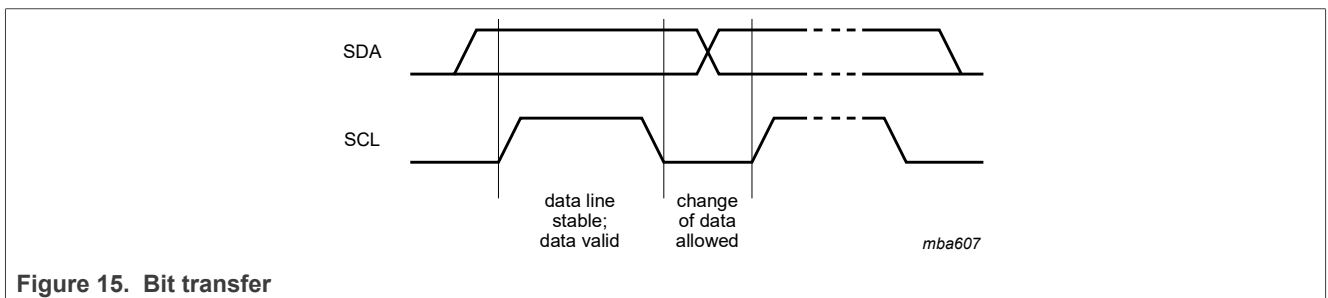 SDA
SCL
data line
stable;
data valid
change
of data
allowed
mba607
Figure 15. Bit transfer